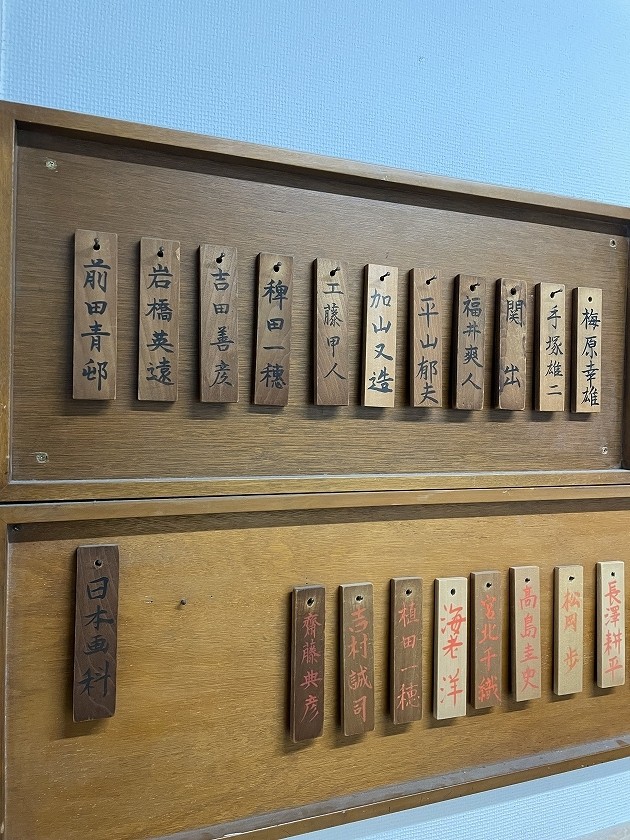 前田青邨
岩橋英遠
吉田善彦
稗田一穂
工藤甲人
加山又造
平山郁夫
福井爽人
関出
手塚雄二
梅原幸雄
日本画科
齋藤典彦
吉村誠司
植田一穂
海老洋
宮北千織
高島圭史
松岡歩
長澤耕平